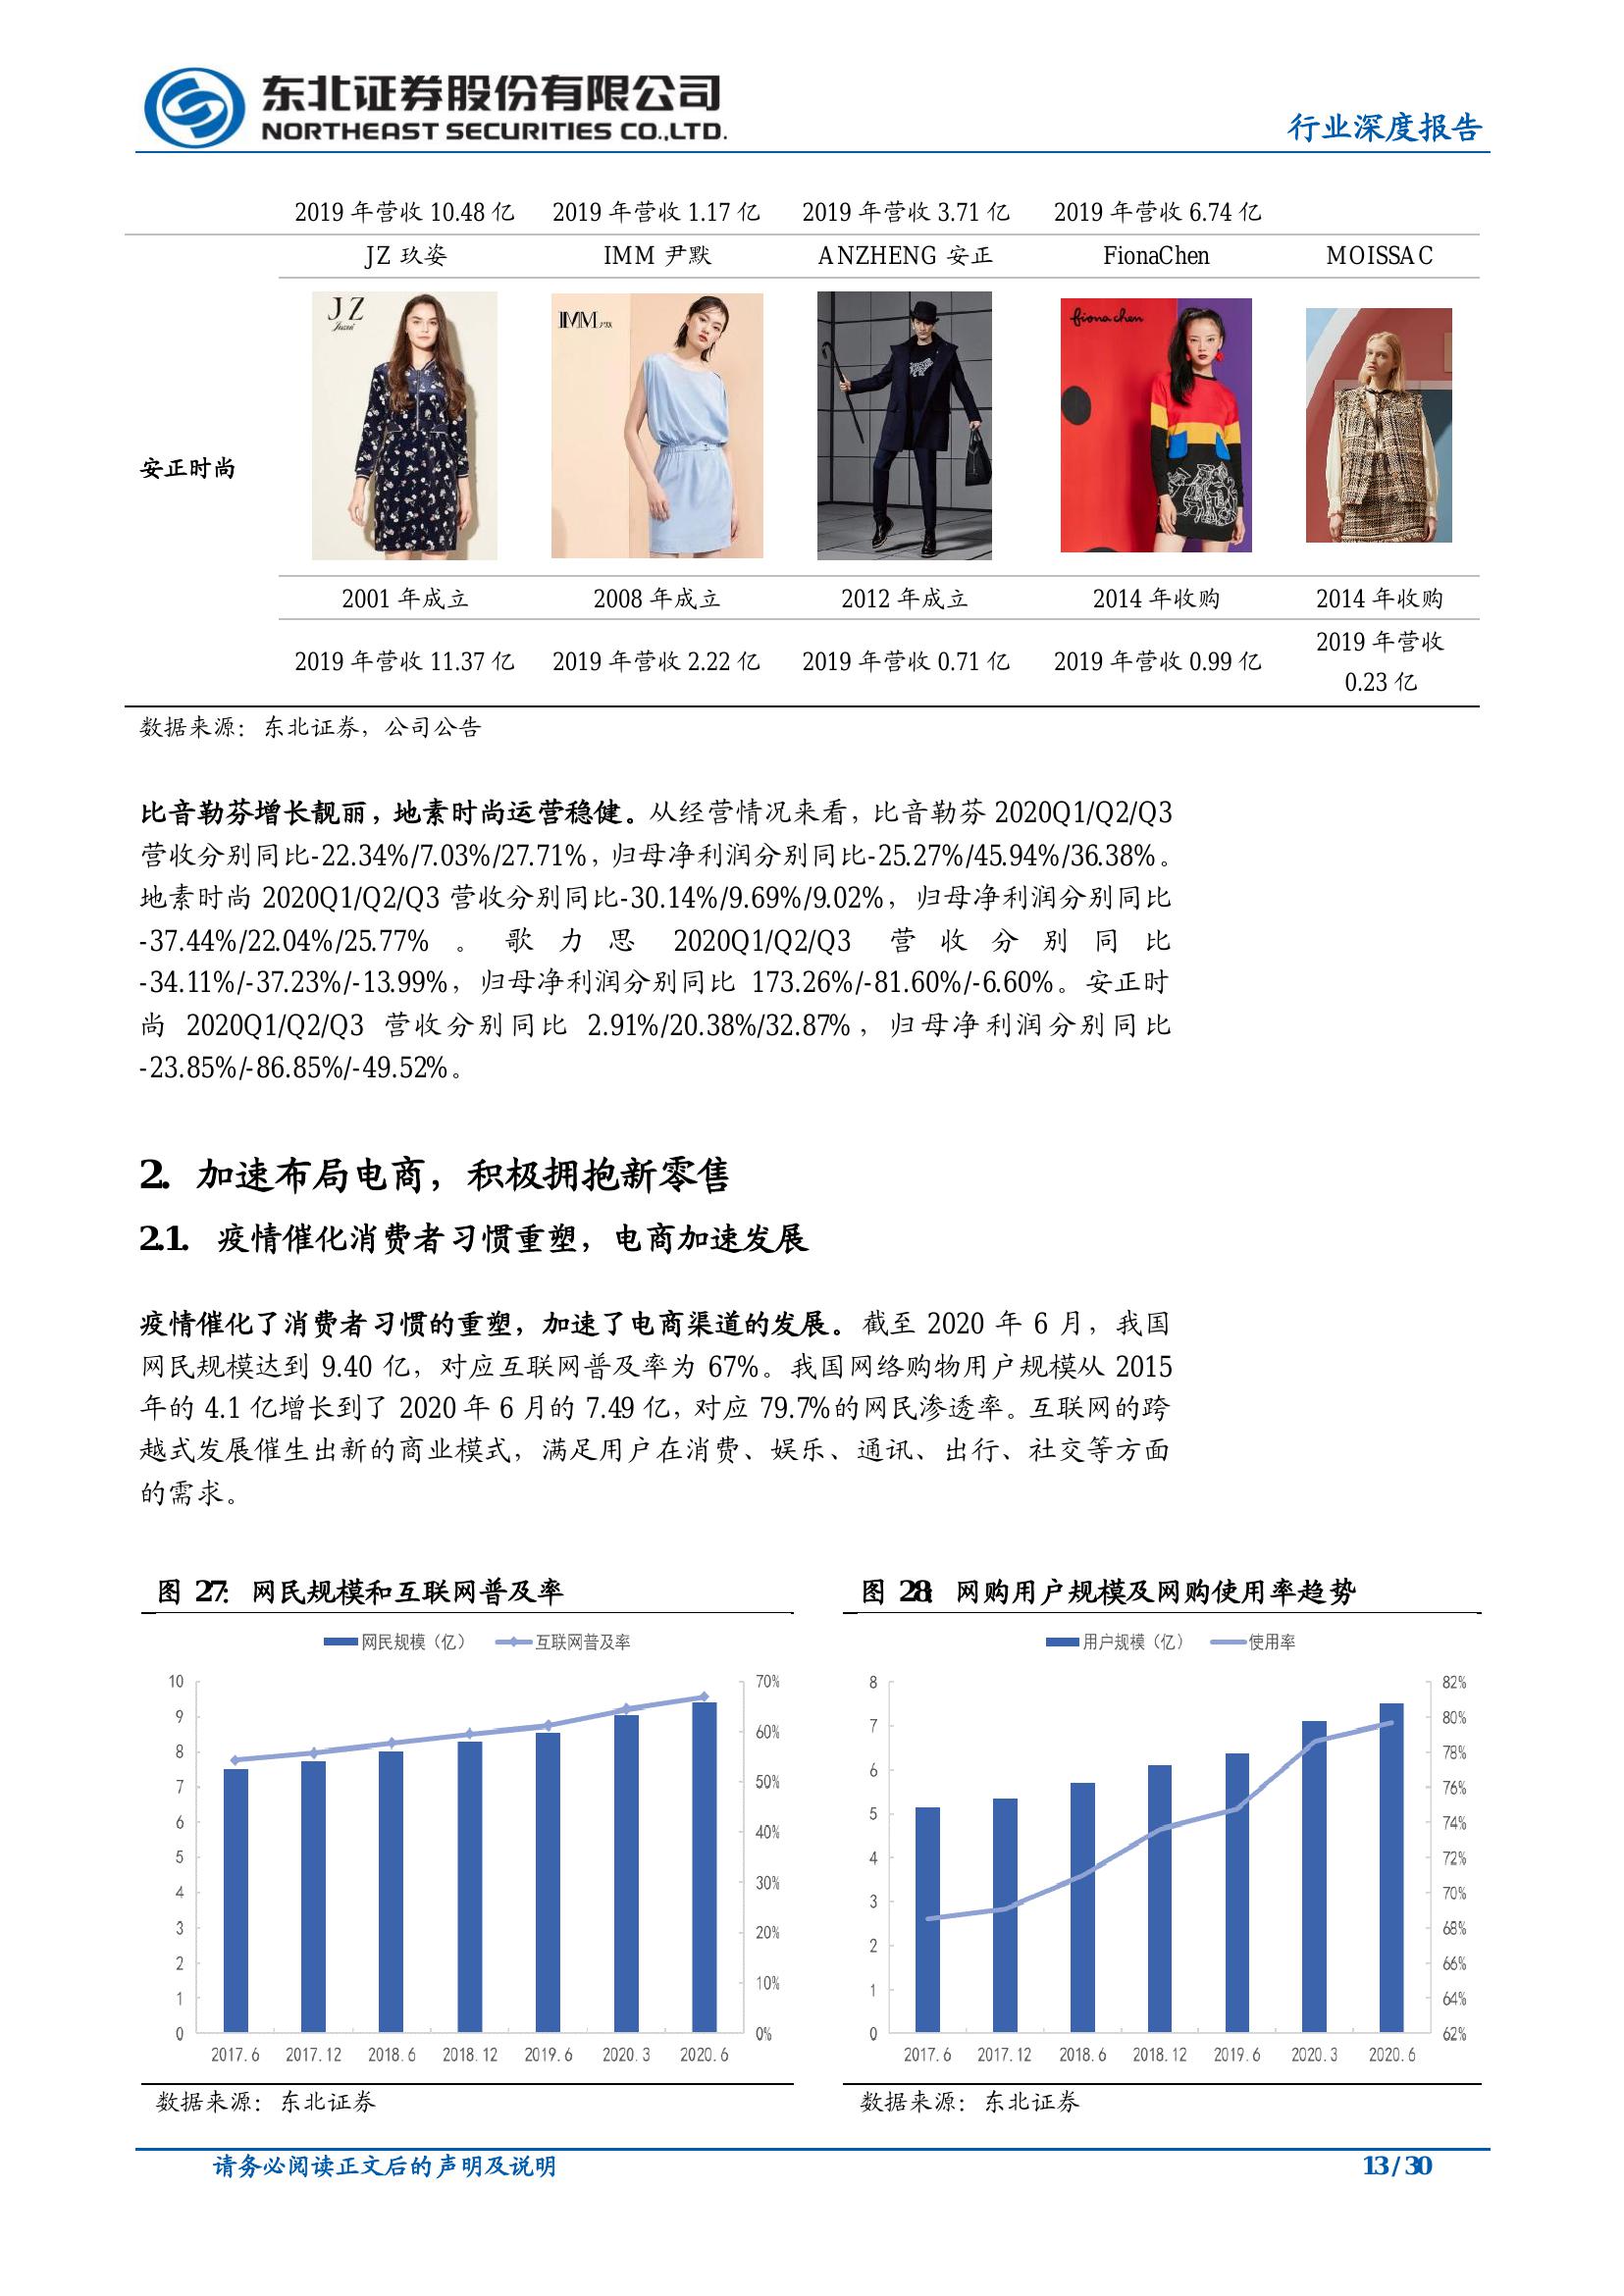 东北证券股份有限公司
NORTHEAST SECURITIES CO.,LTD.
行业深度报告
2019 年营收 10.48 亿 2019 年营收 1.17 亿 2019 年营收 3.71 亿 2019 年营收 6.74 亿
JZ 玖姿 IMM 尹默 ANZHENG 安正 FionaChen MOISSAC
JZ
IMM
fiona chen
安正时尚
2001 年成立 2008 年成立 2012 年成立 2014 年收购 2014 年收购
2019 年营收 11.37 亿 2019 年营收 2.22 亿 2019 年营收 0.71 亿 2019 年营收 0.99 亿 2019 年营收
0.23 亿
数据来源：东北证券，公司公告
比音勒芬增长靓丽，地素时尚运营稳健。从经营情况来看，比音勒芬 2020Q1/Q2/Q3
营收分别同比-22.34%/7.03%/27.71%，归母净利润分别同比-25.27%/45.94%/36.38%。
地素时尚 2020Q1/Q2/Q3 营收分别同比-30.14%/9.69%/9.02%，归母净利润分别同比
-37.44%/22.04%/25.77% 。 歌 力 思 2020Q1/Q2/Q3 营 收 分 别 同 比
-34.11%/-37.23%/-13.99%，归母净利润分别同比 173.26%/-81.60%/-6.60%。安正时
尚 2020Q1/Q2/Q3 营收分别同比 2.91%/20.38%/32.87%，归母净利润分别同比
-23.85%/-86.85%/-49.52%。
2. 加速布局电商，积极拥抱新零售
2.1. 疫情催化消费者习惯重塑，电商加速发展
疫情催化了消费者习惯的重塑，加速了电商渠道的发展。截至 2020 年 6 月，我国
网民规模达到 9.40 亿，对应互联网普及率为 67%。我国网络购物用户规模从 2015
年的 4.1 亿增长到了 2020 年 6 月的 7.49 亿，对应 79.7%的网民渗透率。互联网的跨
越式发展催生出新的商业模式，满足用户在消费、娱乐、通讯、出行、社交等方面
的需求。
图 27：网民规模和互联网普及率
网民规模（亿） 互联网普及率
10 70%
9
60%
8
7
50%
6
40%
5
4
30%
3
20%
2
10%
1
0 0%
2017.6 2017.12 2018.6 2018.12 2019.6 2020.3 2020.6
数据来源：东北证券
图 28：网购用户规模及网购使用率趋势
用户规模（亿） 使用率
8 82%
80%
7
78%
6
76%
5
74%
4 72%
70%
3
68%
2
66%
1
64%
0 62%
2017.6 2017.12 2018.6 2018.12 2019.6 2020.3 2020.6
数据来源：东北证券
请务必阅读正文后的声明及说明
13 / 30